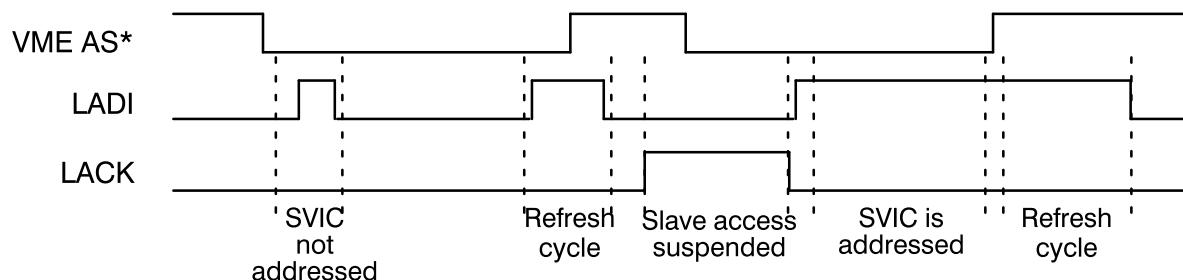 VME AS*
LADI
LACK
SVIC
not
addressed
Refresh
cycle
Slave access
suspended
SVIC is
addressed
Refresh
cycle